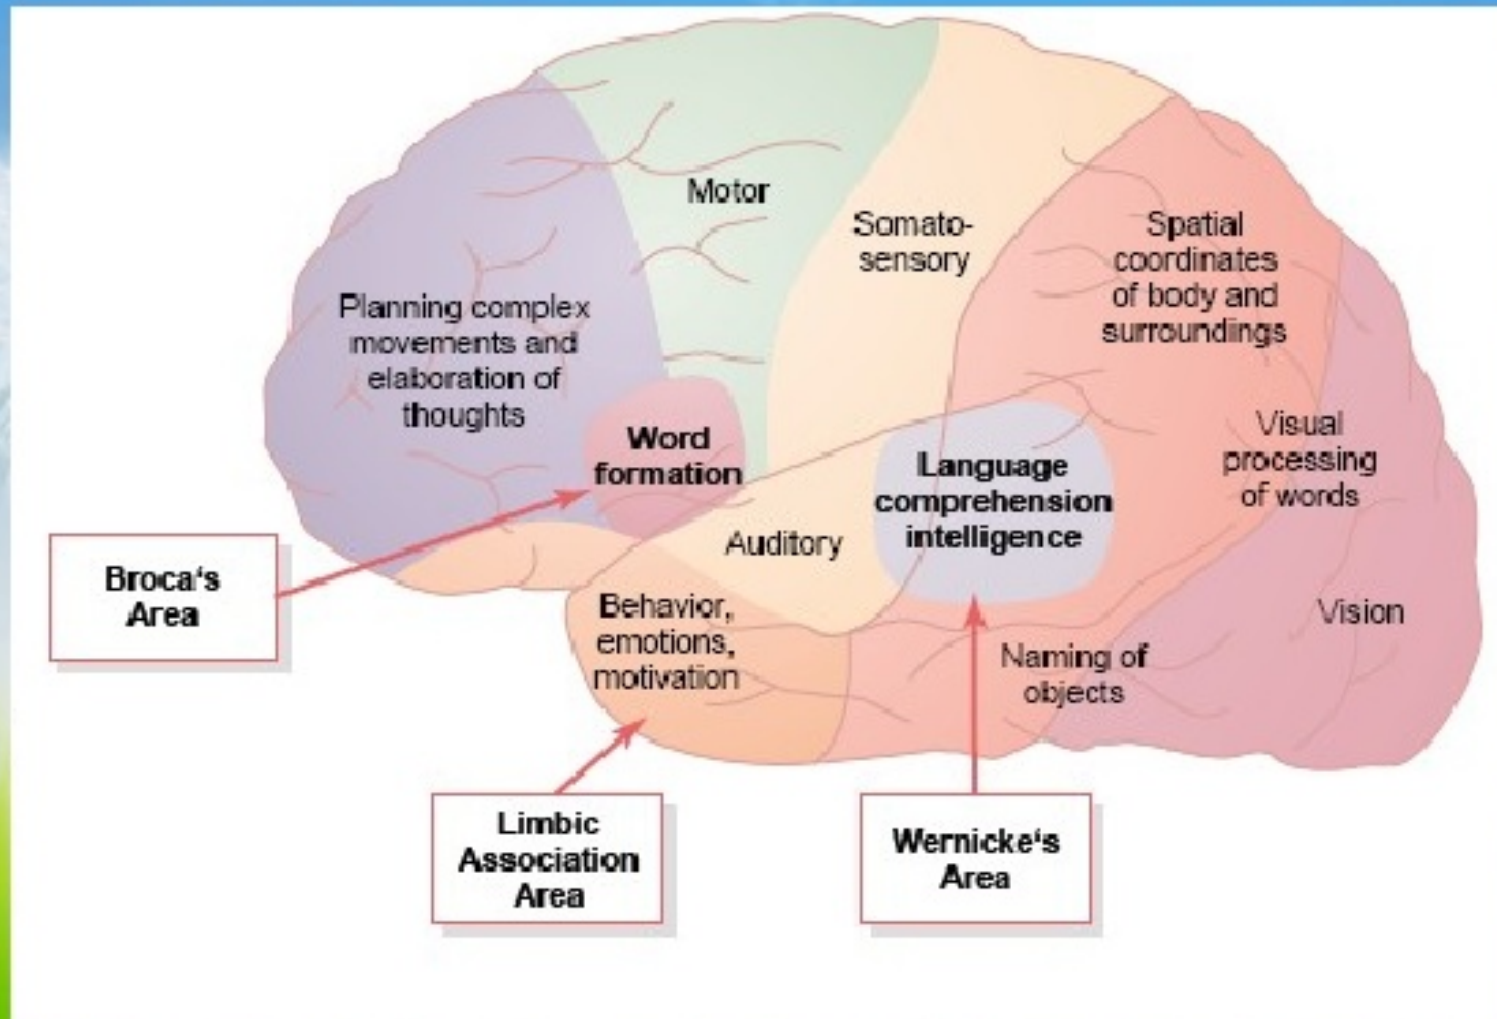 Motor
Somato-
sensory
Spatial
coordinates
of body and
surroundings
Planning complex
movements and
elaboration of
thoughts
Word
formation
Language
comprehension
intelligence
Visual
processing
of words
Auditory
Broca's
Area
Behavior,
emotions,
motivation
Vision
Naming of
objects
Limbic
Association
Area
Wernicke's
Area